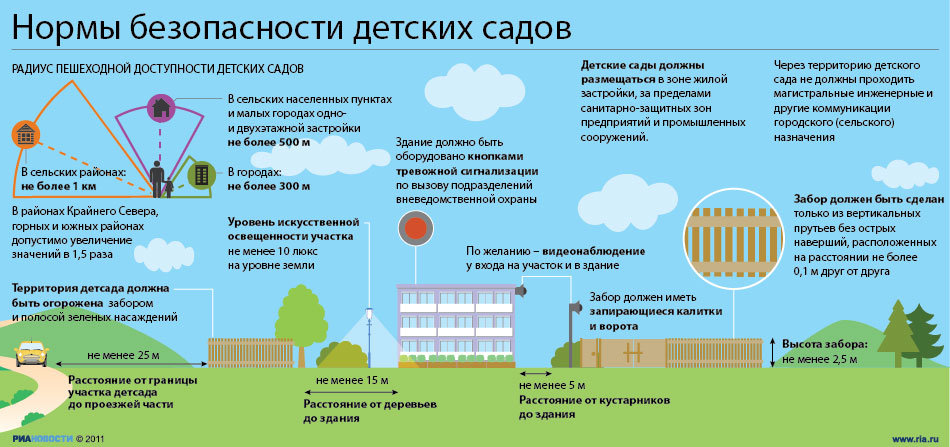 Нормы безопасности детских садов
РАДИУС ПЕШЕХОДНОЙ ДОСТУПНОСТИ ДЕТСКИХ САДОВ
В сельских населенных пунктах
и малых городах одно-
и двухэтажной застройки
не более 500 м
В сельских районах:
не более 1 км
В городах:
не более 300 м
В районах Крайнего Севера,
горных и южных районах
допустимо увеличение
значений в 1,5 раза
Детские сады должны
размещаться в зоне жилой
застройки, за пределами
санитарно-защитных зон
предприятий и промышленных
сооружений.
Через территорию детского
сада не должны проходить
магистральные инженерные и
другие коммуникации
городского (сельского)
назначения
Здание должно быть
оборудовано кнопками
тревожной сигнализации
по вызову подразделений
вневедомственной охраны
Забор должен быть сделан
только из вертикальных
прутьев без острых
наверший, расположенных
на расстоянии не более
0,1 м друг от друга
Уровень искусственной
освещенности участка
не менее 10 люкс
на уровне земли
По желанию – видеонаблюдение
у входа на участок и в здание
Территория детсада должна
быть огорожена забором
и полосой зеленых насаждений
Забор должен иметь
запирающиеся калитки
и ворота
Высота забора:
не менее 2,5 м
не менее 25 м
Расстояние от границы
участка детсада
до проезжей части
не менее 15 м
Расстояние от деревьев
до здания
не менее 5 м
Расстояние от кустарников
до здания
РИАНОВОСТИ © 2011
www.ria.ru